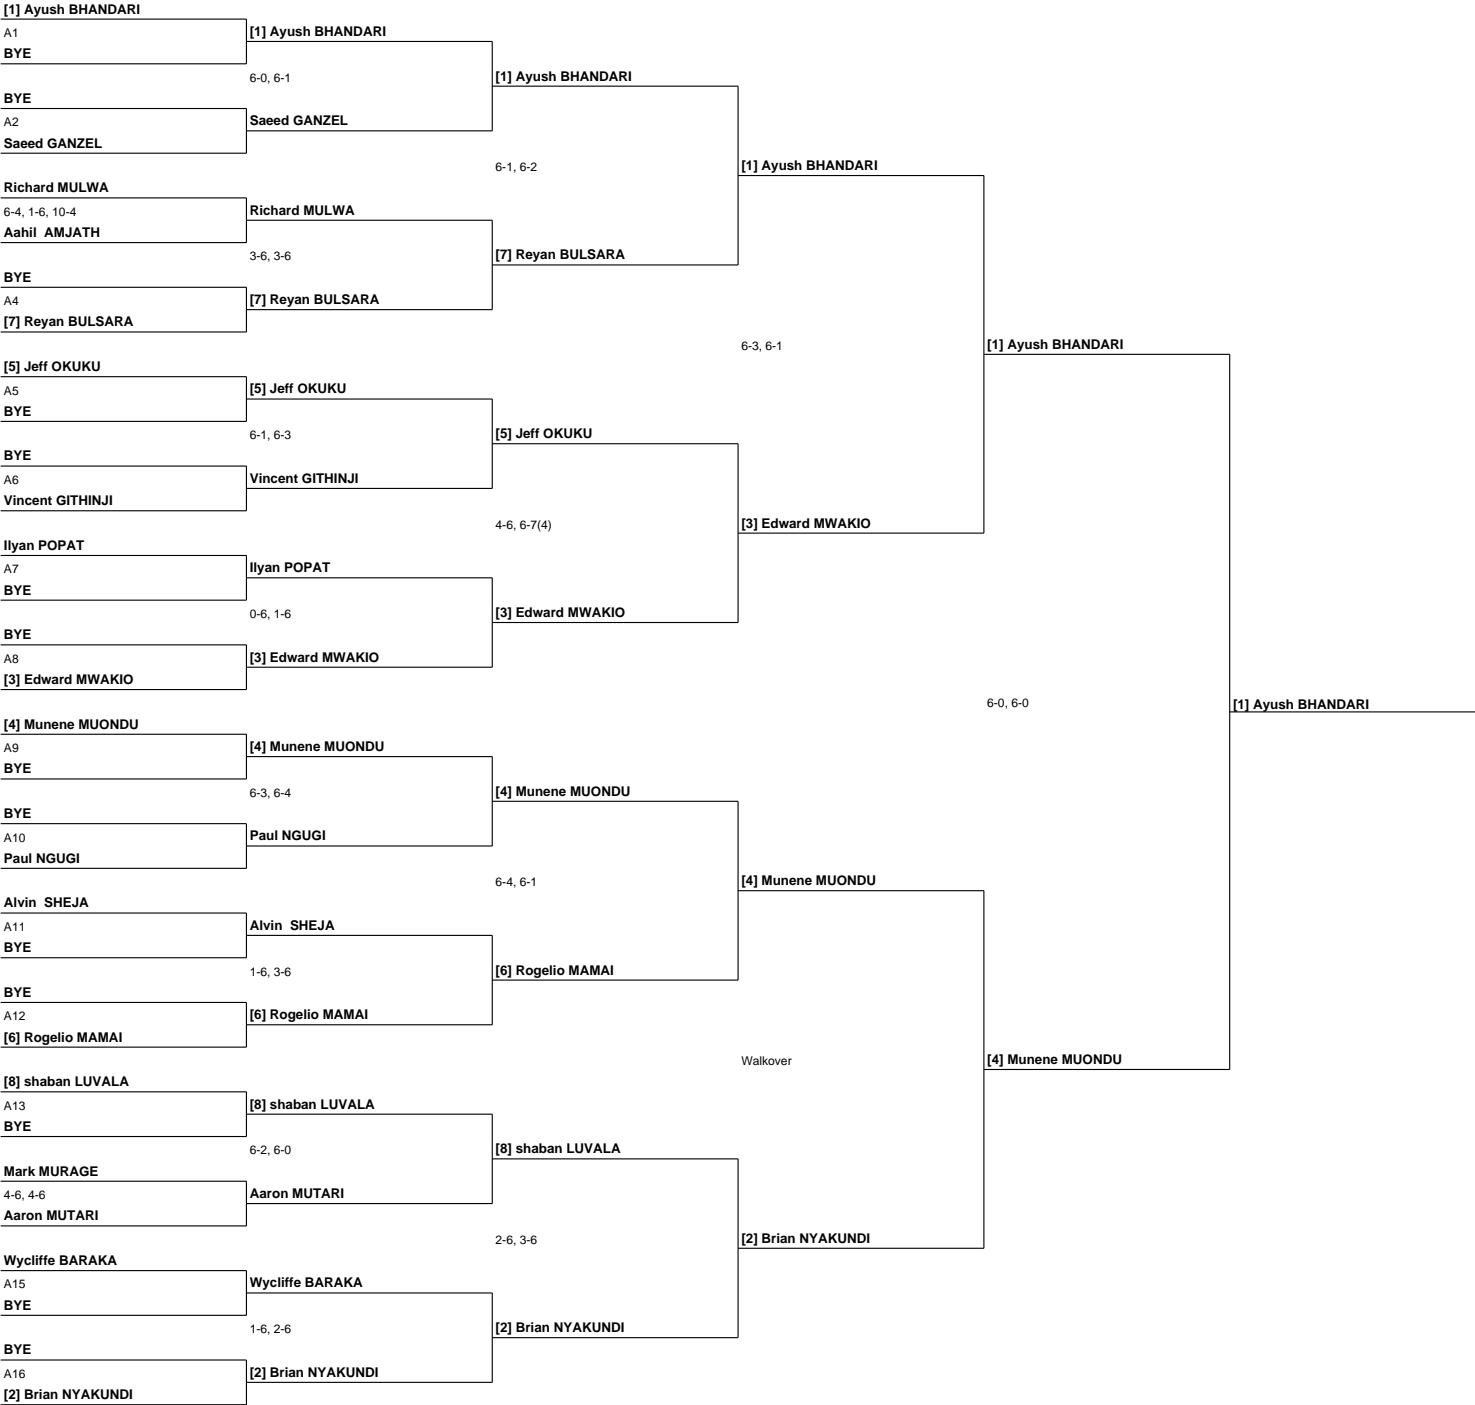 [1] Ayush BHANDARI
A1
[1] Ayush BHANDARI
BYE
6-0, 6-1
[1] Ayush BHANDARI
BYE
A2
Saeed GANZEL
Saeed GANZEL
6-1, 6-2
[1] Ayush BHANDARI
Richard MULWA
6-4, 1-6, 10-4
Richard MULWA
Aahil  AMJATH
3-6, 3-6
[7] Reyan BULSARA
BYE
A4
[7] Reyan BULSARA
[7] Reyan BULSARA
6-3, 6-1
[1] Ayush BHANDARI
[5] Jeff OKUKU
A5
[5] Jeff OKUKU
BYE
6-1, 6-3
[5] Jeff OKUKU
BYE
A6
Vincent GITHINJI
Vincent GITHINJI
4-6, 6-7(4)
[3] Edward MWAKIO
Ilyan POPAT
A7
Ilyan POPAT
BYE
0-6, 1-6
[3] Edward MWAKIO
BYE
A8
[3] Edward MWAKIO
[3] Edward MWAKIO
6-0, 6-0
[1] Ayush BHANDARI
[4] Munene MUONDU
A9
[4] Munene MUONDU
BYE
6-3, 6-4
[4] Munene MUONDU
BYE
A10
Paul NGUGI
Paul NGUGI
6-4, 6-1
[4] Munene MUONDU
Alvin  SHEJA
A11
Alvin  SHEJA
BYE
1-6, 3-6
[6] Rogelio MAMAI
BYE
A12
[6] Rogelio MAMAI
[6] Rogelio MAMAI
Walkover
[4] Munene MUONDU
[8] shaban LUVALA
A13
[8] shaban LUVALA
BYE
6-2, 6-0
[8] shaban LUVALA
Mark MURAGE
4-6, 4-6
Aaron MUTARI
Aaron MUTARI
2-6, 3-6
[2] Brian NYAKUNDI
Wycliffe BARAKA
A15
Wycliffe BARAKA
BYE
1-6, 2-6
[2] Brian NYAKUNDI
BYE
A16
[2] Brian NYAKUNDI
[2] Brian NYAKUNDI